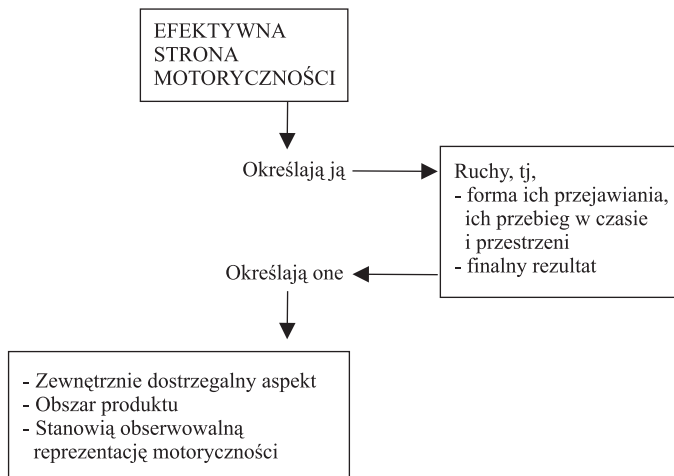 EFEKTYWNA
STRONA
MOTORYCZNOŚCI
Określają ją
Ruchy, tj,
- forma ich przejawiania,
ich przebieg w czasie
i przestrzeni
- finalny rezultat
Określają one
- Zewnętrznie dostrzegalny aspekt
- Obszar produktu
- Stanowią obserwowalną
reprezentację motoryczności